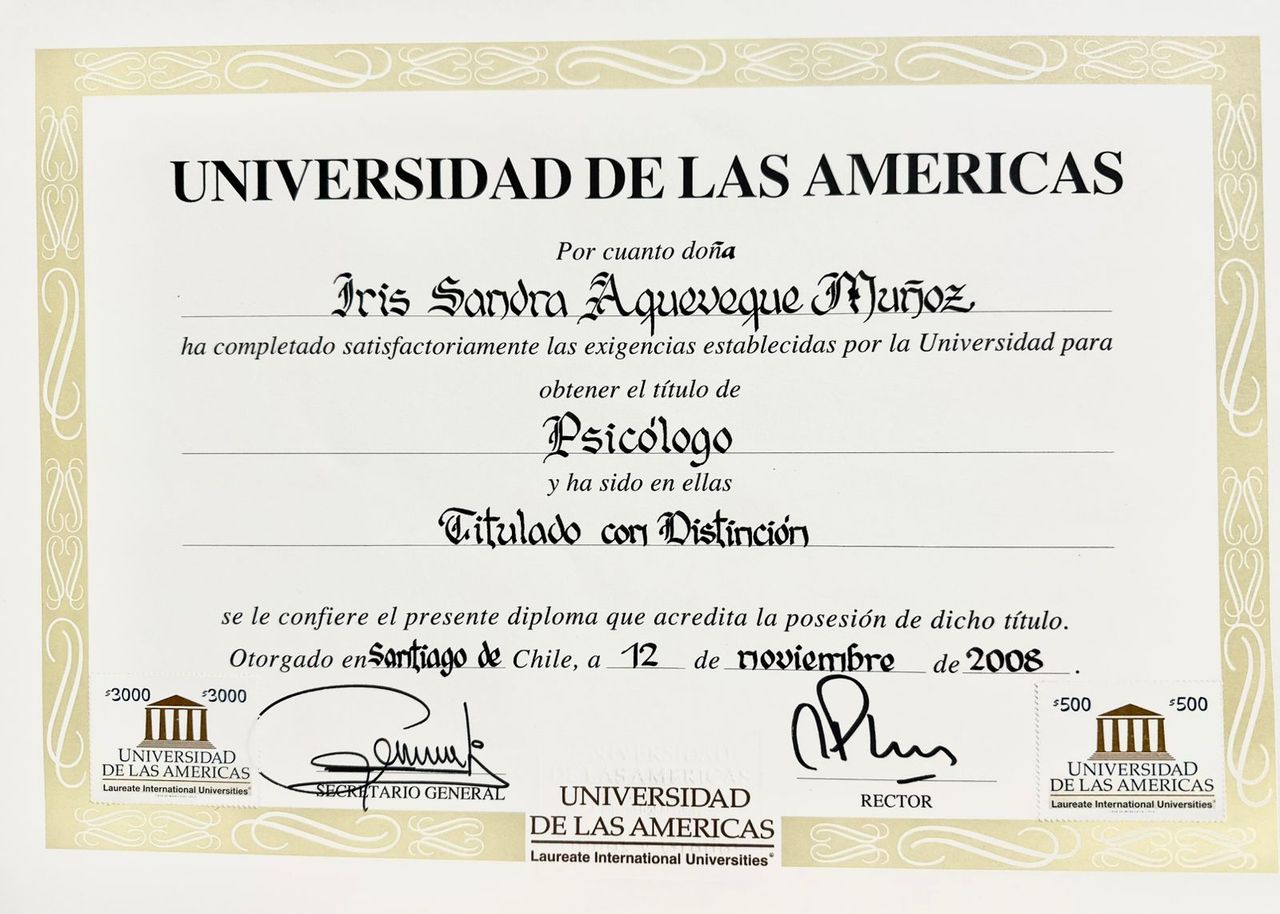 UNIVERSIDAD DE LAS AMERICAS
Por cuanto doña
Iris Sandra Aqueveque Muñoz
ha completado satisfactoriamente las exigencias establecidas por la Universidad para
obtener el título de
Psicólogo
y ha sido en ellas
Titulado con Distinción
se le confiere el presente diploma que acredita la posesión de dicho título.
Otorgado en Santiago de Chile, a 12 de noviembre de 2008.
$3000 $3000
UNIVERSIDAD
DE LAS AMERICAS
Laureate International Universities®
SECRETARIO GENERAL
UNIVERSIDAD
DE LAS AMERICAS
Laureate International Universities®
RECTOR
$500 $500
UNIVERSIDAD
DE LAS AMERICAS
Laureate International Universities®